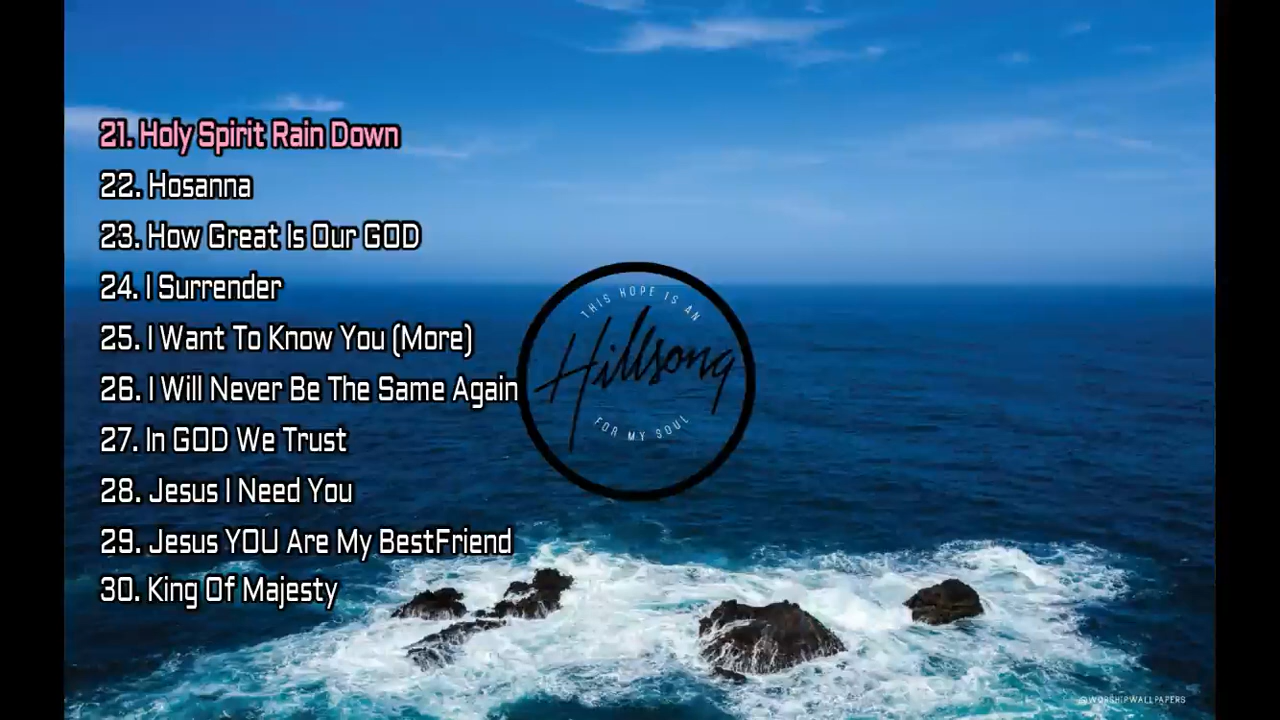 21. Holy Spirit Rain Down
22. Hosanna
23. How Great Is Our GOD
24. I Surrender
25. I Want To Know You (More)
26. I Will Never Be The Same Again
27. In GOD We Trust
28. Jesus I Need You
29. Jesus YOU Are My BestFriend
30. King Of Majesty
THIS HOPE IS AN
Hillsong
FOR MY SOUL
@WORSHIPWALLPAPERS